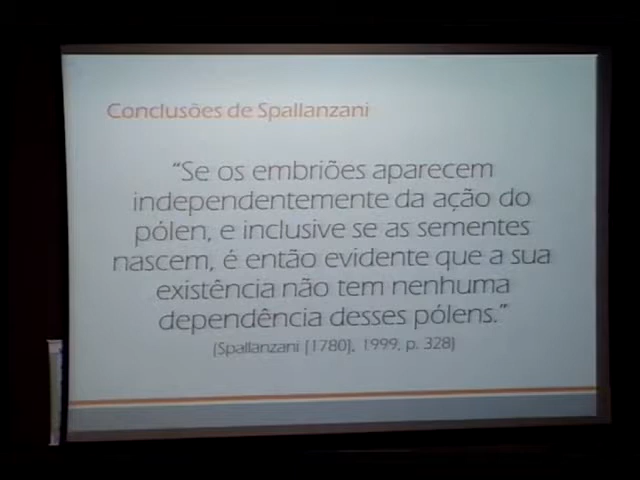 Conclusões de Spallanzani
“Se os embriões aparecem
independentemente da ação do
pólen, e inclusive se as sementes
nascem, é então evidente que a sua
existência não tem nenhuma
dependência desses pólens.”
(Spallanzani [1780], 1999, p. 328)